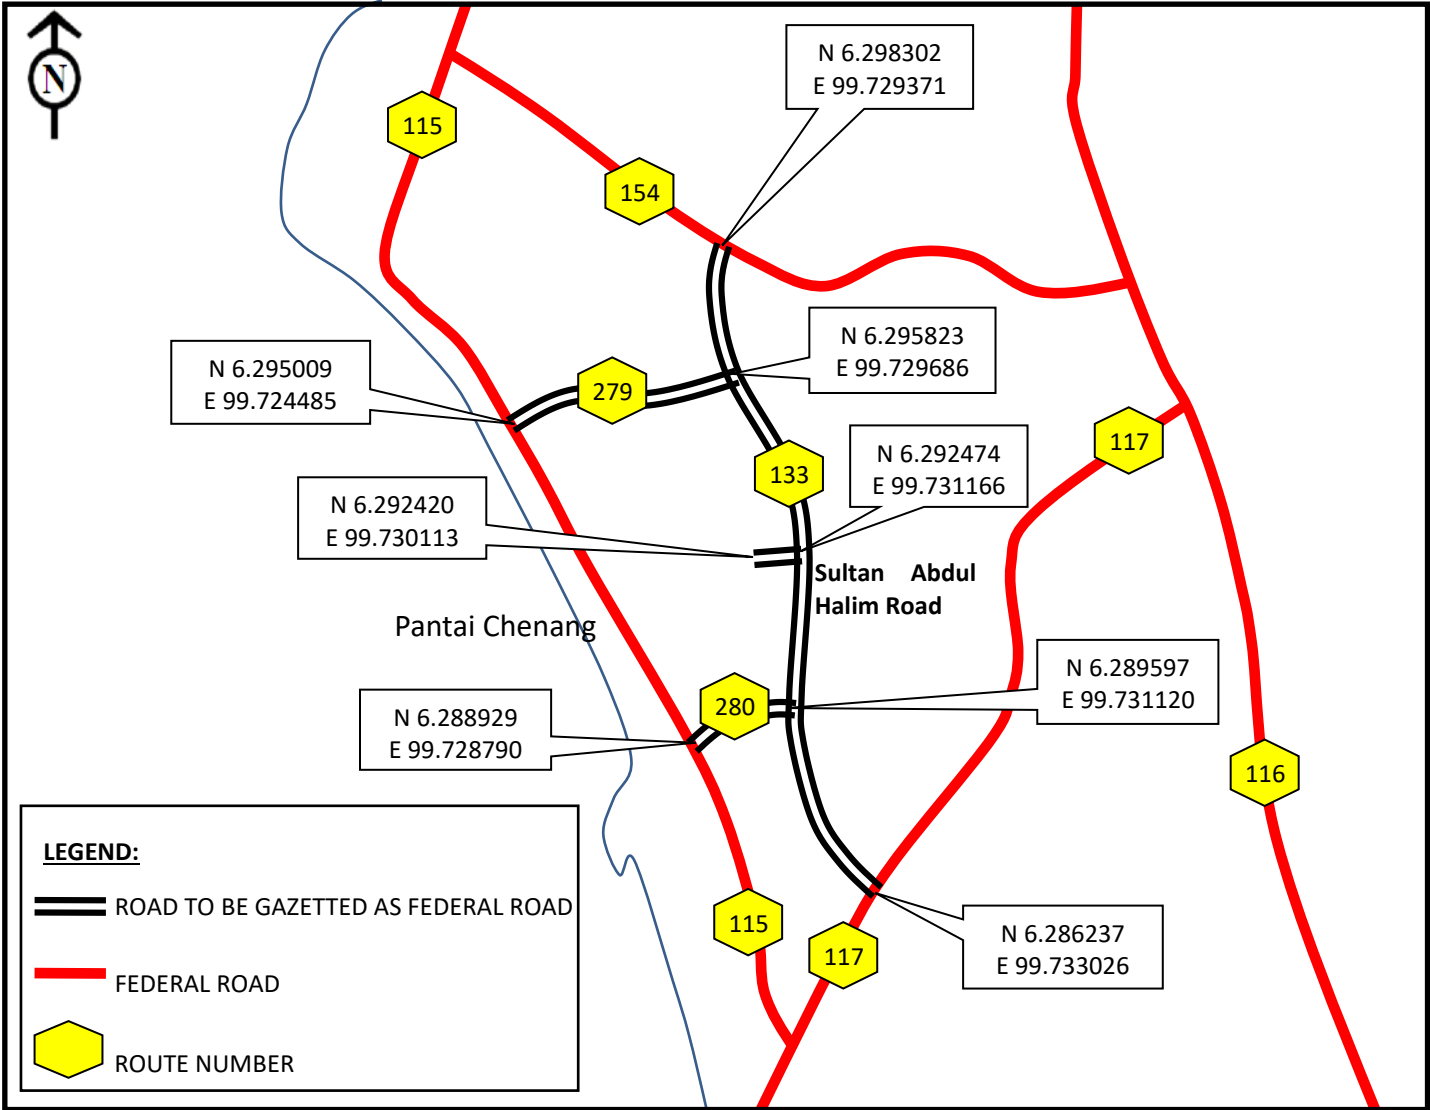 N
N 6.298302
E 99.729371
115
154
N 6.295823
E 99.729686
N 6.295009
E 99.724485
279
117
133
N 6.292474
E 99.731166
N 6.292420
E 99.730113
Sultan Abdul
Halim Road
Pantai Chenang
N 6.289597
E 99.731120
280
N 6.288929
E 99.728790
116
LEGEND:
ROAD TO BE GAZETTED AS FEDERAL ROAD
FEDERAL ROAD
ROUTE NUMBER
115
117
N 6.286237
E 99.733026